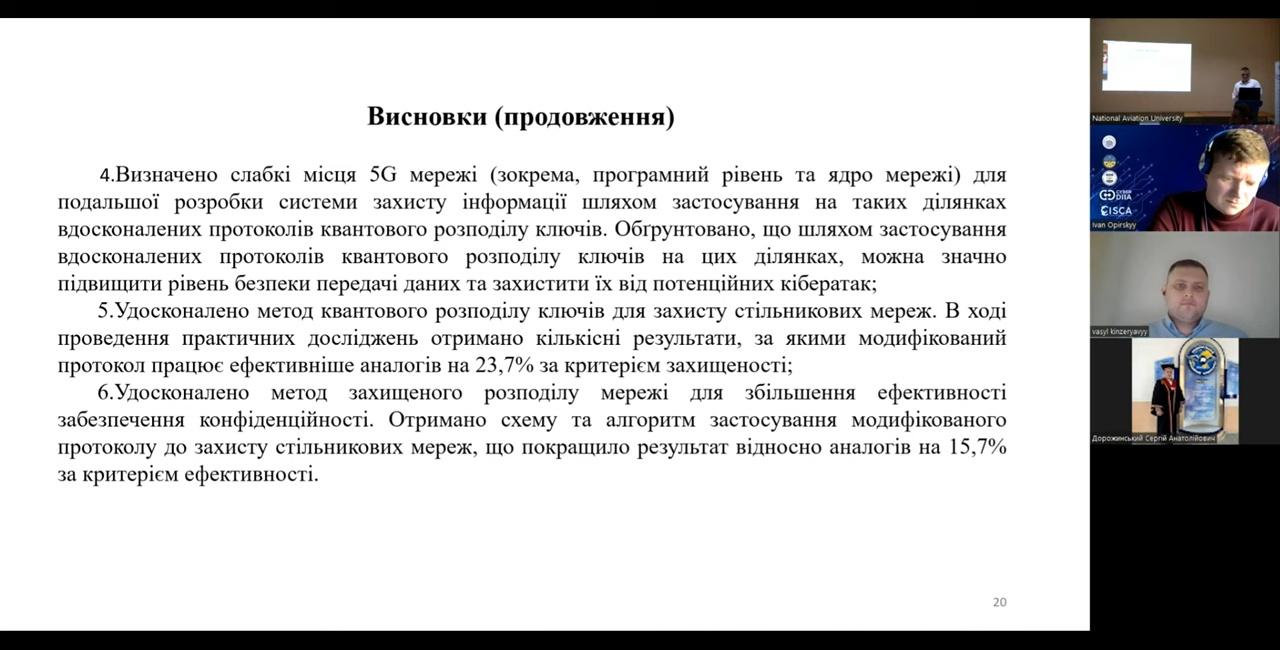 Висновки (продовження)
4.Визначено слабкі місця 5G мережі (зокрема, програмний рівень та ядро мережі) для
подальшої розробки системи захисту інформації шляхом застосування на таких ділянках
вдосконалених протоколів квантового розподілу ключів. Обґрунтовано, що шляхом застосування
вдосконалених протоколів квантового розподілу ключів на цих ділянках, можна значно
підвищити рівень безпеки передачі даних та захистити їх від потенційних кібератак;
5.Удосконалено метод квантового розподілу ключів для захисту стільникових мереж. В ході
проведення практичних досліджень отримано кількісні результати, за якими модифікований
протокол працює ефективніше аналогів на 23,7% за критерієм захищеності;
6.Удосконалено метод захищеного розподілу мережі для збільшення ефективності
забезпечення конфіденційності. Отримано схему та алгоритм застосування модифікованого
протоколу до захисту стільникових мереж, що покращило результат відносно аналогів на 15,7%
за критерієм ефективності.
20
National Aviation University
CYBER
DIIA
ISCA
Ivan Opirskyy
vasyl kinzeryavyy
Дорожинський Сергій Анатолійович